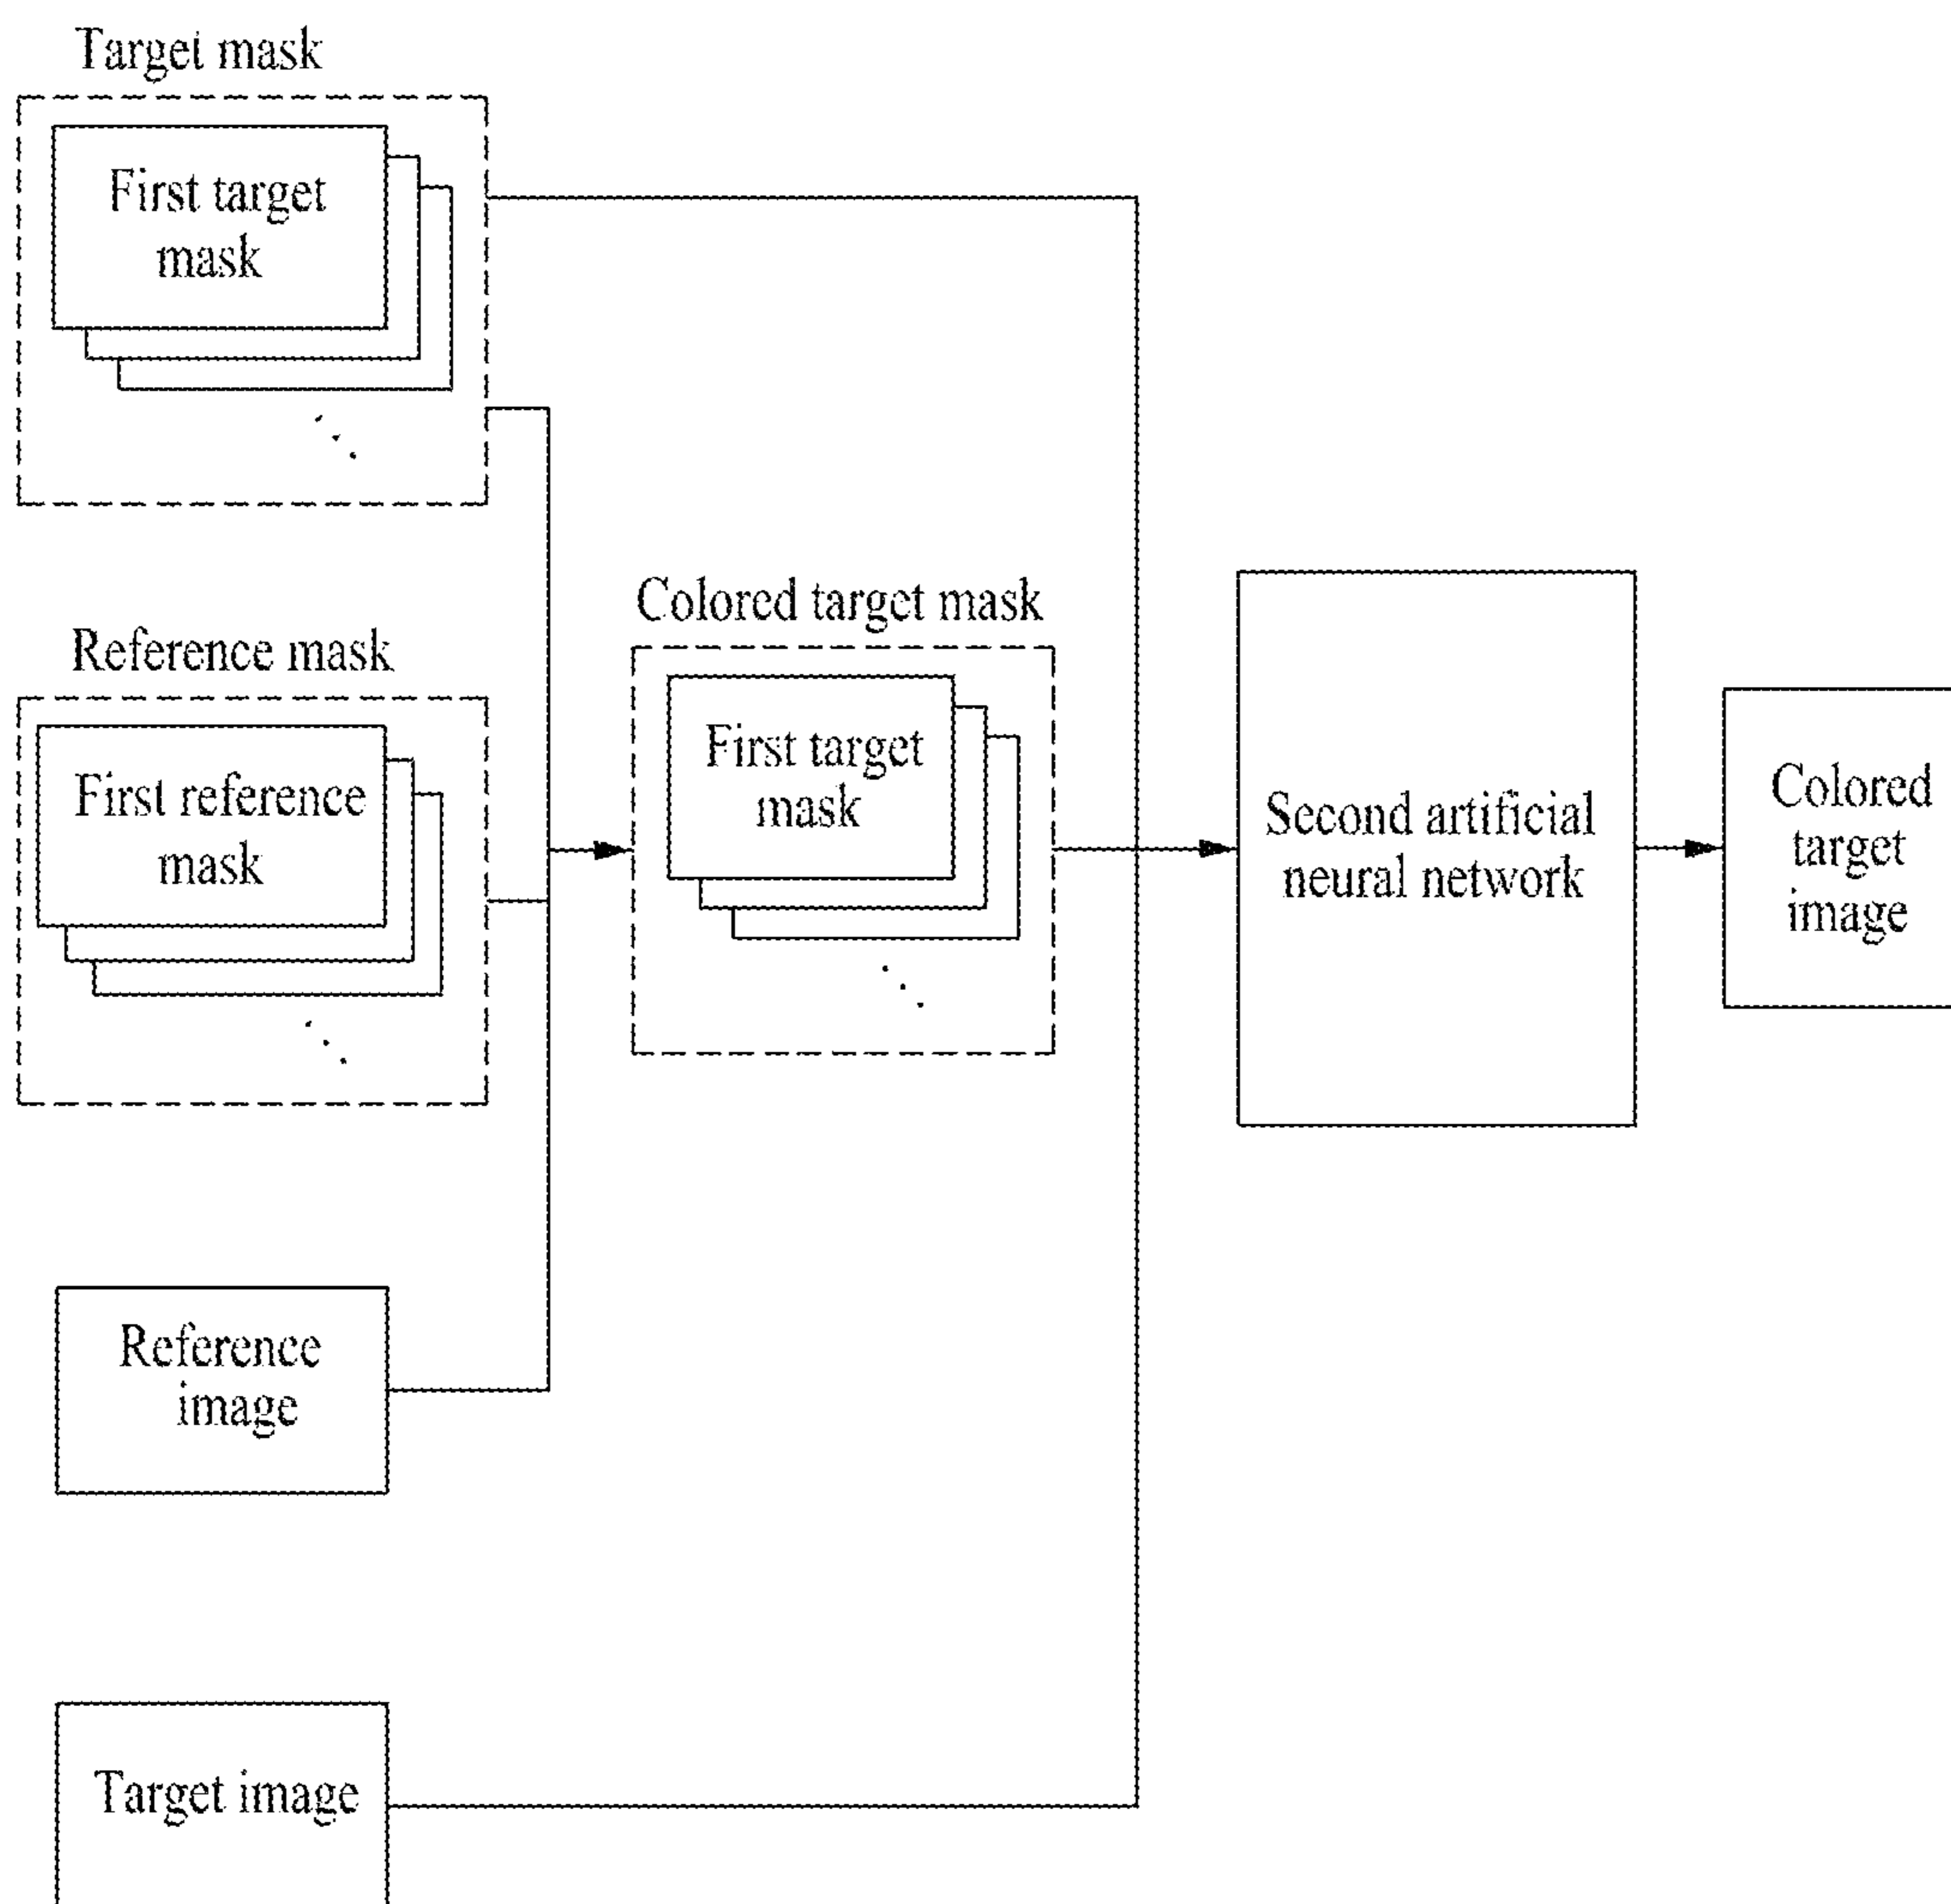 Target mask
First target
mask
Reference mask
First reference
mask
Reference
image
Target image
Colored target mask
First target
mask
Second artificial
neural network
Colored
target
image